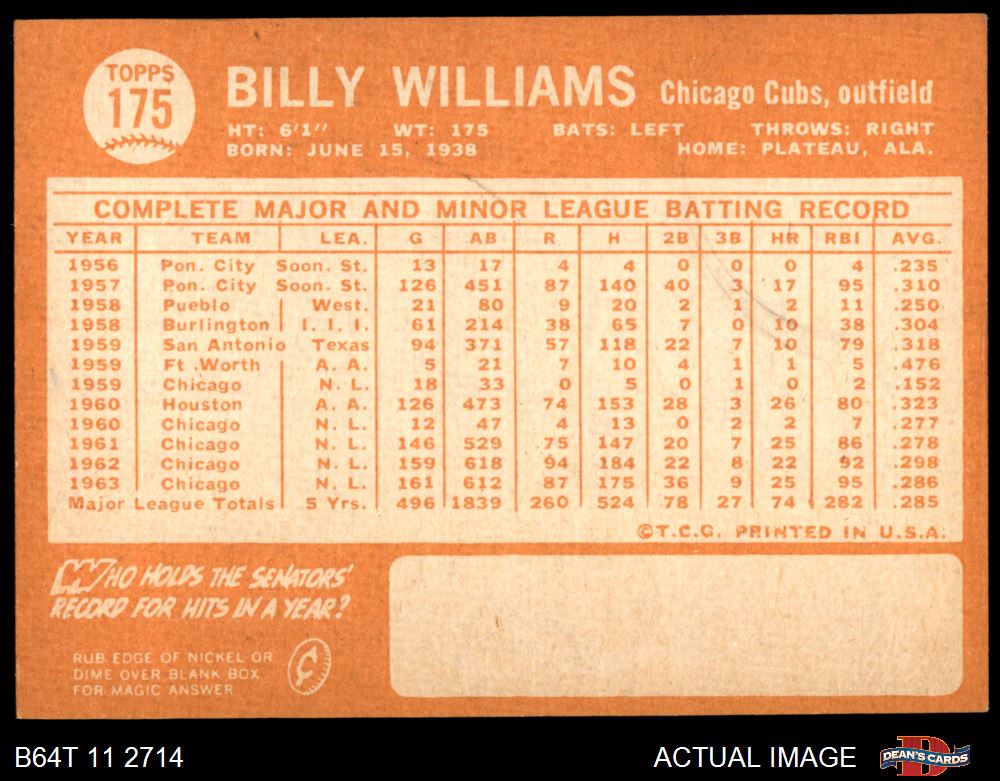 TOPPS
175
BILLY WILLIAMS Chicago Cubs, outfield
HT: 6'1" WT: 175 BATS: LEFT THROWS: RIGHT
BORN: JUNE 15, 1938 HOME: PLATEAU, ALA.
COMPLETE MAJOR AND MINOR LEAGUE BATTING RECORD
YEAR TEAM LEA. G AB R H 2B 3B HR RBI AVG.
1956 Pon. City Soon. St. 13 17 4 4 0 0 0 4 .235
1957 Pon. City Soon. St. 126 451 87 140 40 3 17 95 .310
1958 Pueblo West. 21 80 9 20 2 1 2 11 .250
1958 Burlington I. I. I. 61 214 38 65 7 0 10 38 .304
1959 San Antonio Texas 94 371 57 118 22 7 10 79 .318
1959 Ft .Worth A. A. 5 21 7 10 4 1 1 5 .476
1959 Chicago N. L. 18 33 0 5 0 1 0 2 .152
1960 Houston A. A. 126 473 74 153 28 3 26 80 .323
1960 Chicago N. L. 12 47 4 13 0 2 2 7 .277
1961 Chicago N. L. 146 529 75 147 20 7 25 86 .278
1962 Chicago N. L. 159 618 94 184 22 8 22 92 .298
1963 Chicago N. L. 161 612 87 175 36 9 25 95 .286
Major League Totals 5 Yrs. 496 1839 260 524 78 27 74 282 .285
©T.C.G. PRINTED IN U.S.A.
WHO HOLDS THE SENATORS'
RECORD FOR HITS IN A YEAR?
RUB EDGE OF NICKEL OR
DIME OVER BLANK BOX
FOR MAGIC ANSWER
B64T 11 2714 ACTUAL IMAGE DEAN'S CARDS